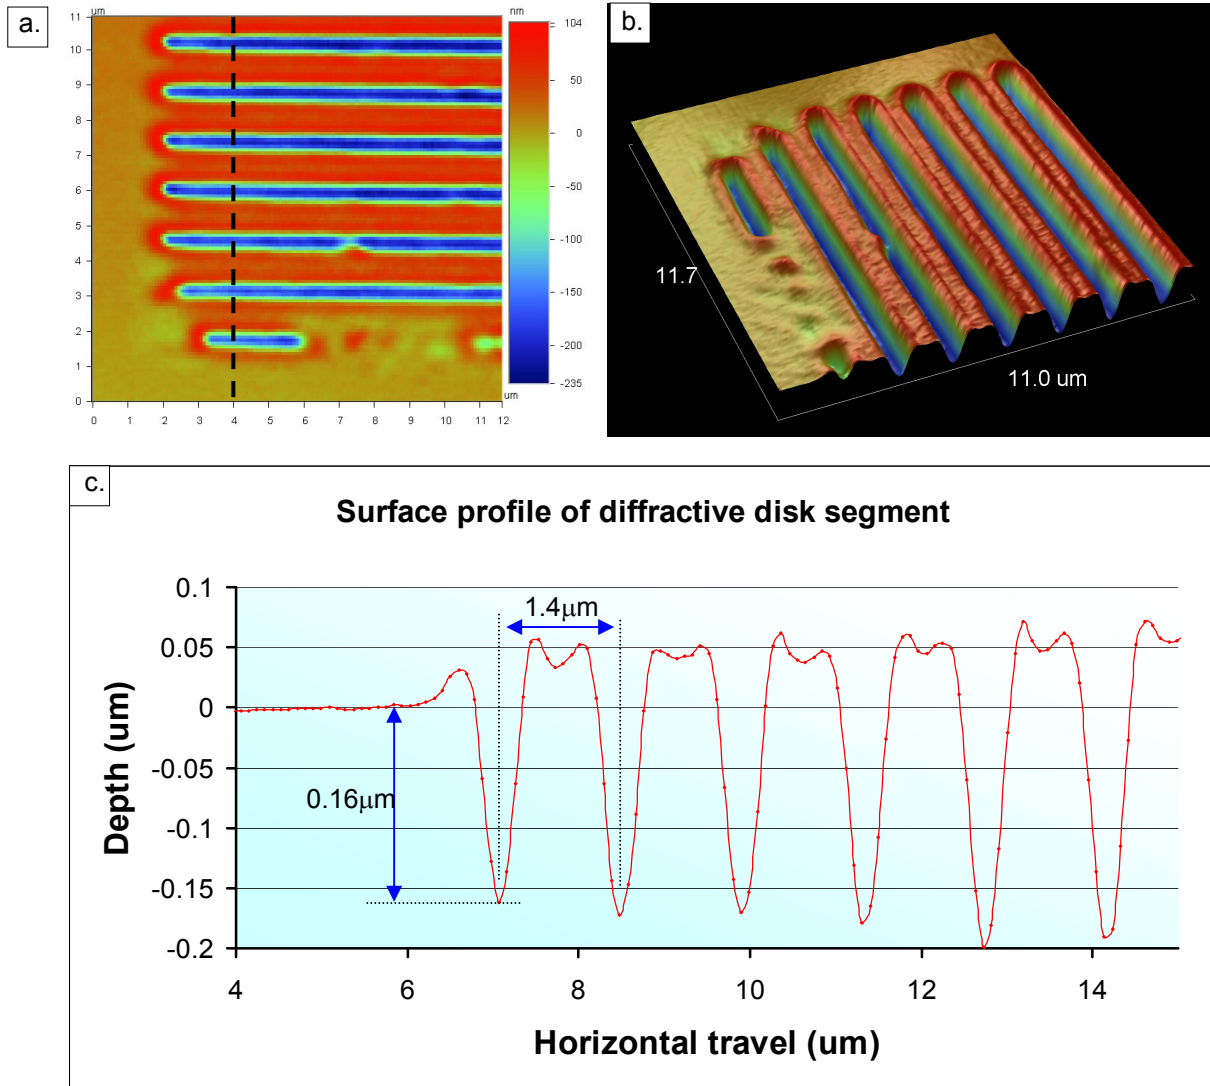 a.
um
11
10
9
8
7
6
5
4
3
2
1
0
0 1 2 3 4 5 6 7 8 9 10 11 12
um
nm
104
50
0
-50
-100
-150
-200
-235
b.
11.7
11.0 um
c.
Surface profile of diffractive disk segment
0.1
0.05
0
-0.05
-0.1
-0.15
-0.2
1.4μm
0.16μm
Depth (um)
4 6 8 10 12 14
Horizontal travel (um)